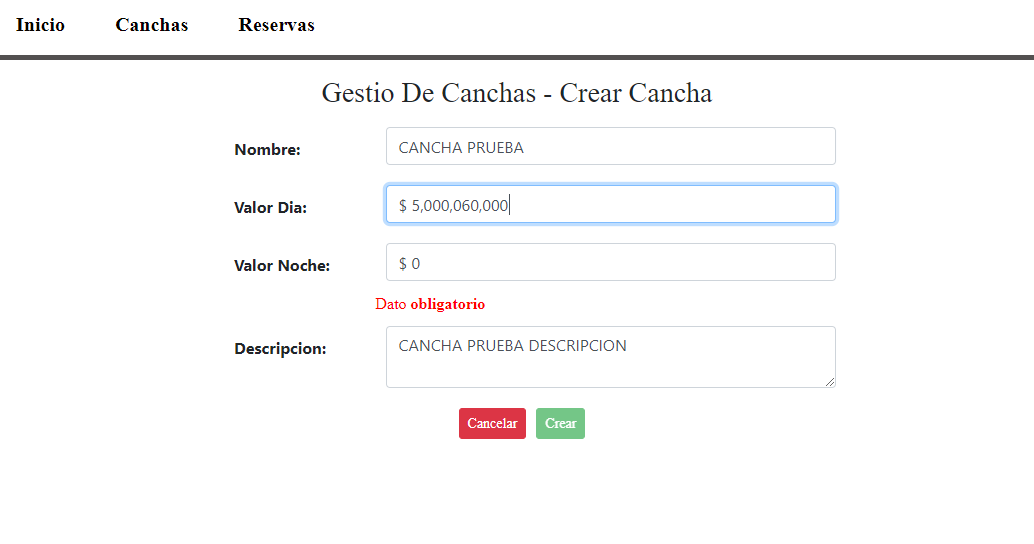 Inicio Canchas Reservas
Gestio De Canchas - Crear Cancha
Nombre: CANCHA PRUEBA
Valor Dia: $ 5,000,060,000
Valor Noche: $ 0
Dato obligatorio
Descripcion: CANCHA PRUEBA DESCRIPCION
Cancelar Crear